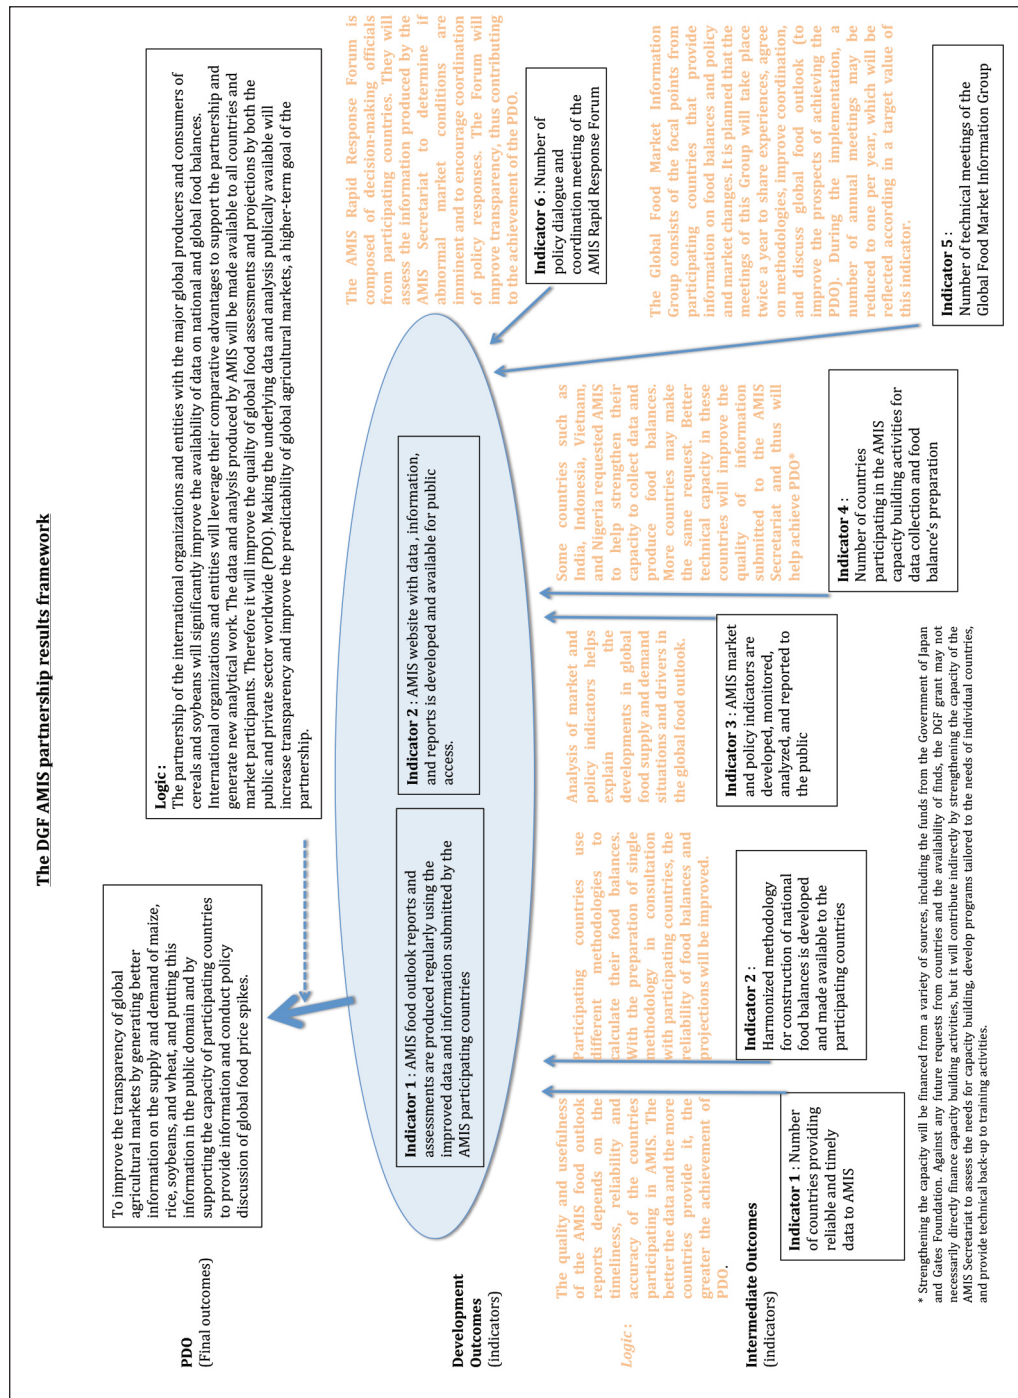 The DGF AMIS partnership results framework
PDO
(Final outcomes)
To improve the transparency of global
agricultural markets by generating better
information on the supply and demand of maize,
rice, soybeans, and wheat, and putting this
information in the public domain and by
supporting the capacity of participating countries
to provide information and conduct policy
discussion of global food price spikes.
Logic :
The partnership of the international organizations and entities with the major global producers and consumers of
cereals and soybeans will significantly improve the availability of data on national and global food balances.
International organizations and entities will leverage their comparative advantages to support the partnership and
generate new analytical work. The data and analysis produced by AMIS will be made available to all countries and
market participants. Therefore it will improve the quality of global food assessments and projections by both the
public and private sector worldwide (PDO). Making the underlying data and analysis publically available will
increase transparency and improve the predictability of global agricultural markets, a higher-term goal of the
partnership.
Development
Outcomes
(indicators)
Indicator 1 : AMIS food outlook reports and
assessments are produced regularly using the
improved data and information submitted by the
AMIS participating countries
Indicator 2 : AMIS website with data , information,
and reports is developed and available for public
access.
The AMIS Rapid Response Forum is
composed of decision-making officials
from participating countries. They will
assess the information produced by the
AMIS Secretariat to determine if
abnormal market conditions are
imminent and to encourage coordination
of policy responses. The Forum will
improve transparency, thus contributing
to the achievement of the PDO.
Indicator 6 : Number of
policy dialogue and
coordination meeting of the
AMIS Rapid Response Forum
Logic :
The quality and usefulness
of the AMIS food outlook
reports depends on the
timeliness, reliability and
accuracy of the countries
participating in AMIS. The
better the data and the more
countries provide it, the
greater the achievement of
PDO.
Participating countries use
different methodologies to
calculate their food balances.
With the preparation of single
methodology in consultation
with participating countries, the
reliability of food balances and
projections will be improved.
Analysis of market and
policy indicators helps
explain the
developments in global
food supply and demand
situations and drivers in
the global food outlook.
Some countries such as
India, Indonesia, Vietnam,
and Nigeria requested AMIS
to help strengthen their
capacity to collect data and
produce food balances.
More countries may make
the same request. Better
technical capacity in these
countries will improve the
quality of information
submitted to the AMIS
Secretariat and thus will
help achieve PDO*
The Global Food Market Information
Group consists of the focal points from
participating countries that provide
information on food balances and policy
and market changes. It is planned that the
meetings of this Group will take place
twice a year to share experiences, agree
on methodologies, improve coordination,
and discuss global food outlook (to
improve the prospects of achieving the
PDO). During the implementation, a
number of annual meetings may be
reduced to one per year, which will be
reflected according in a target value of
this indicator.
Intermediate Outcomes
(indicators)
Indicator 1 : Number
of countries providing
reliable and timely
data to AMIS
Indicator 2 :
Harmonized methodology
for construction of national
food balances is developed
and made available to the
participating countries
Indicator 3 : AMIS market
and policy indicators are
developed, monitored,
analyzed, and reported to
the public
Indicator 4 :
Number of countries
participating in the AMIS
capacity building activities for
data collection and food
balance's preparation
Indicator 5 :
Number of technical meetings of the
Global Food Market Information Group
* Strengthening the capacity will be financed from a variety of sources, including the funds from the Government of Japan
and Gates Foundation. Against any future requests from countries and the availability of finds, the DGF grant may not
necessarily directly finance capacity building activities, but it will contribute indirectly by strengthening the capacity of the
AMIS Secretariat to assess the needs for capacity building, develop programs tailored to the needs of individual countries,
and provide technical back-up to training activities.